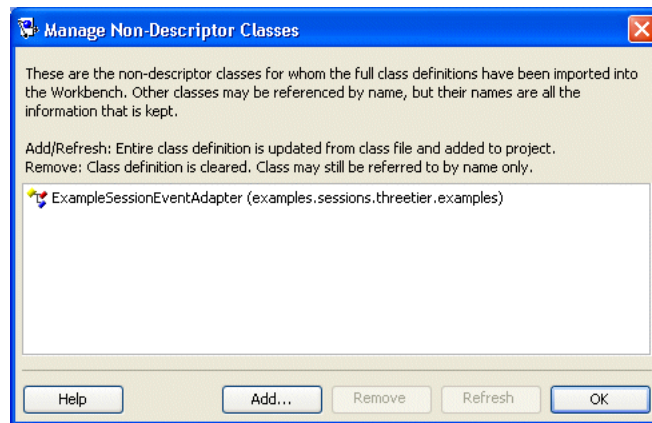 Manage Non-Descriptor Classes
These are the non-descriptor classes for whom the full class definitions have been imported into
the Workbench. Other classes may be referenced by name, but their names are all the
information that is kept.
Add/Refresh: Entire class definition is updated from class file and added to project.
Remove: Class definition is cleared. Class may still be referred to by name only.
ExampleSessionEventAdapter (examples.sessions.threetier.examples)
Help Add... Remove Refresh OK